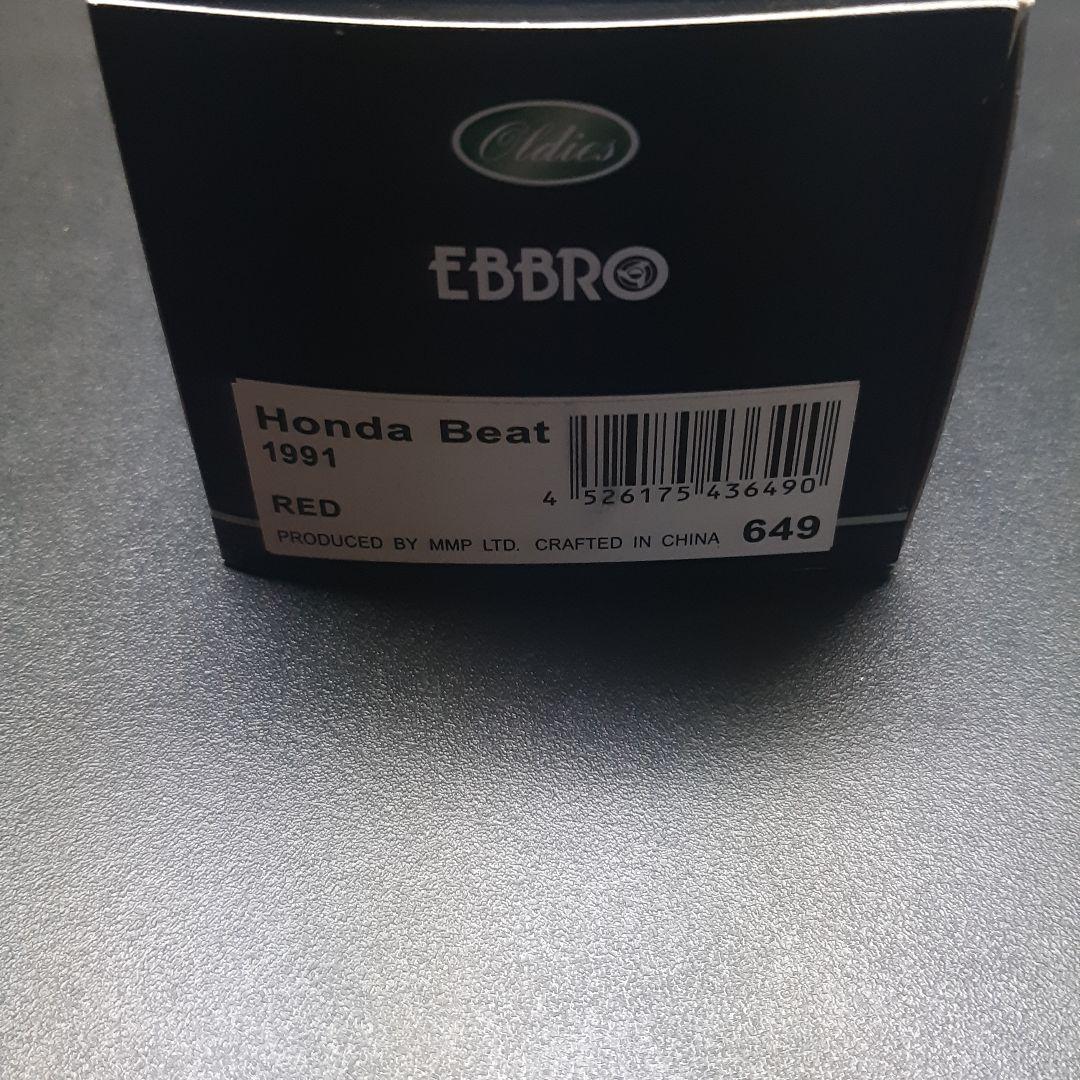 Oldies
EBBRO
Honda Beat
1991
RED
4 526175 436490
PRODUCED BY MMP LTD. CRAFTED IN CHINA 649